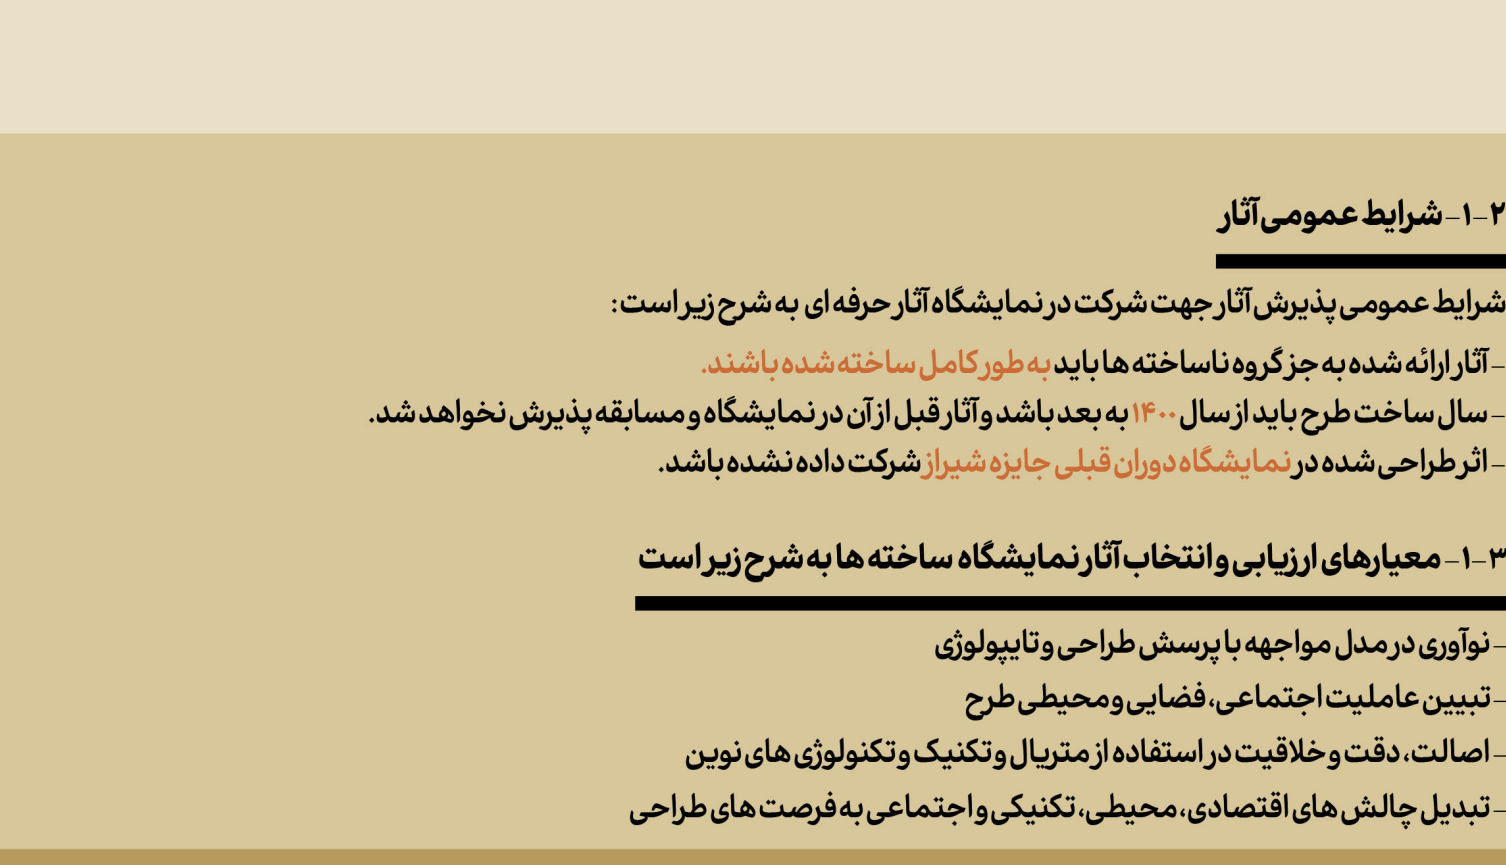 ۲-۱- شرایط عمومی آثار
شرایط عمومی پذیرش آثار جهت شرکت در نمایشگاه آثار حرفه ای به شرح زیر است:
- آثار ارائه شده به جز گروه ناساخته ها باید به طور کامل ساخته شده باشند.
- سال ساخت طرح باید از سال ۱۴۰۰ به بعد باشد و آثار قبل از آن در نمایشگاه و مسابقه پذیرش نخواهد شد.
- اثر طراحی شده در نمایشگاه دوران قبلی جایزه شیراز شرکت داده نشده باشد.
۳-۱- معیارهای ارزیابی و انتخاب آثار نمایشگاه ساخته ها به شرح زیر است
- نوآوری در مدل مواجهه با پرسش طراحی و تایپولوژی
- تبیین عاملیت اجتماعی، فضایی و محیطی طرح
- اصالت، دقت و خلاقیت در استفاده از متریال و تکنیک و تکنولوژی های نوین
- تبدیل چالش های اقتصادی، محیطی، تکنیکی و اجتماعی به فرصت های طراحی